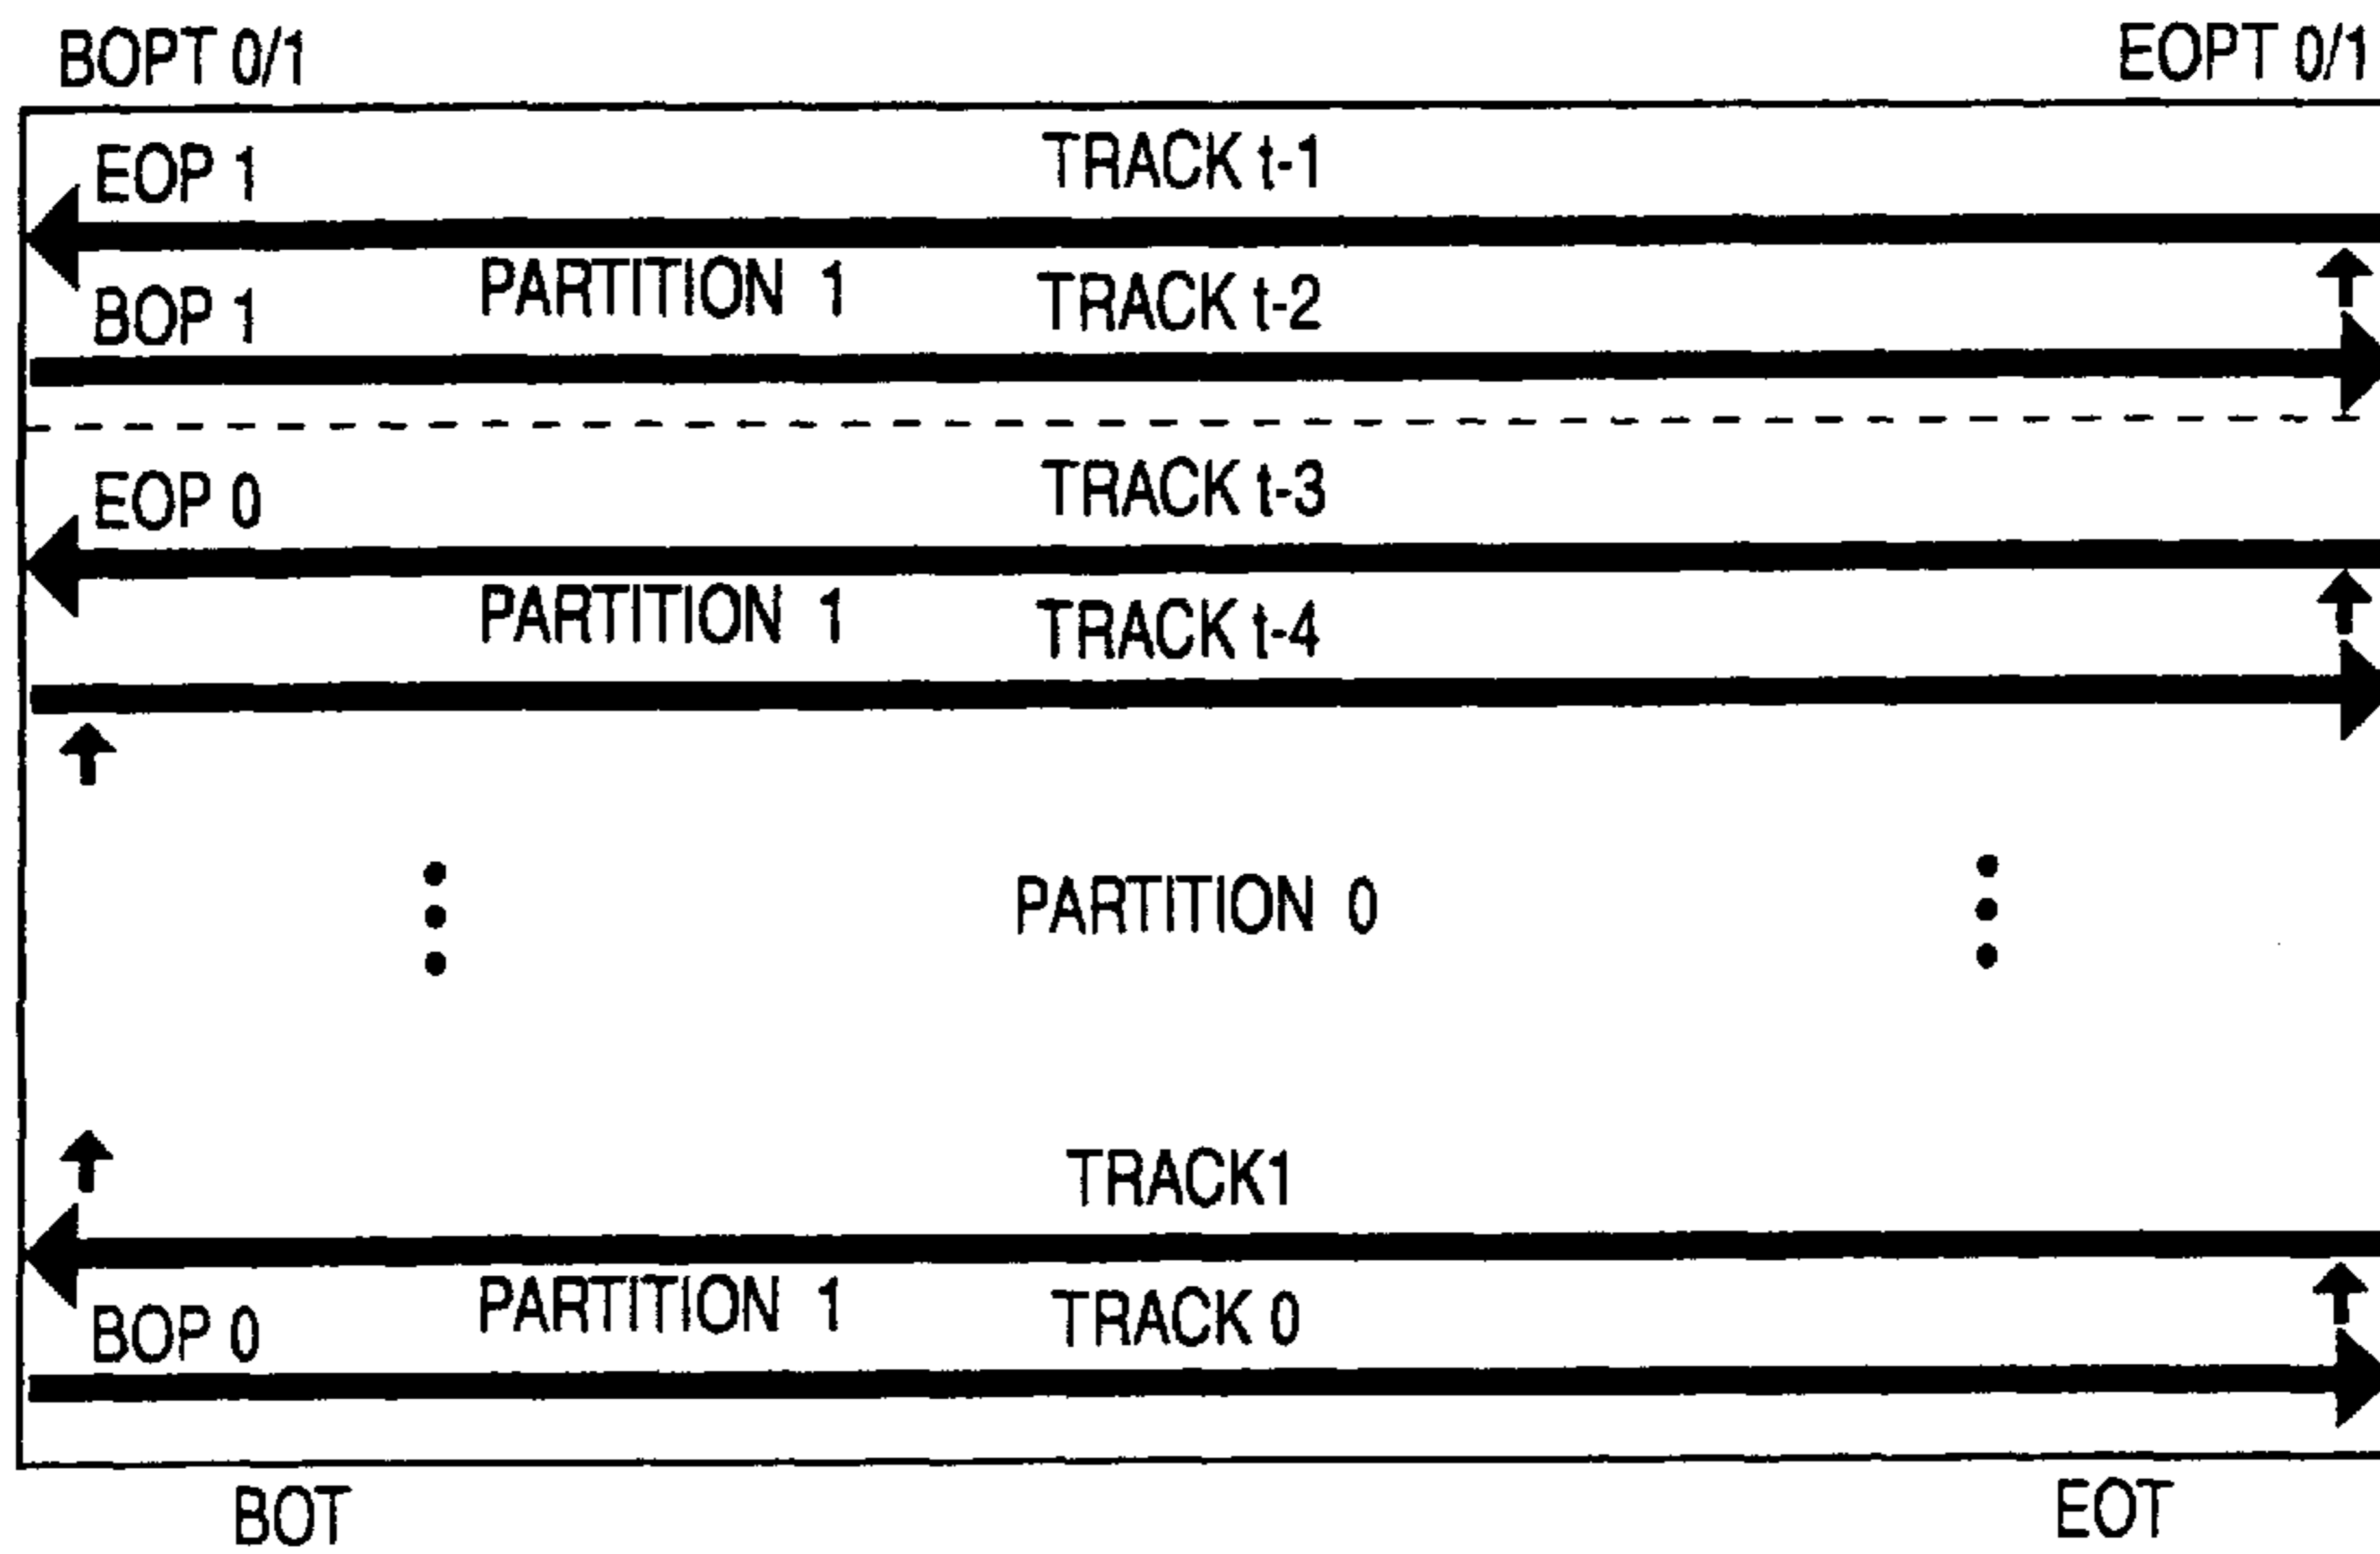 BOPT 0/1 EOPT 0/1
EOP 1 TRACK t-1
PARTITION 1 TRACK t-2
BOP 1
EOP 0 TRACK t-3
PARTITION 1 TRACK t-4
PARTITION 0
TRACK1
PARTITION 1 TRACK 0
BOP 0
BOT EOT